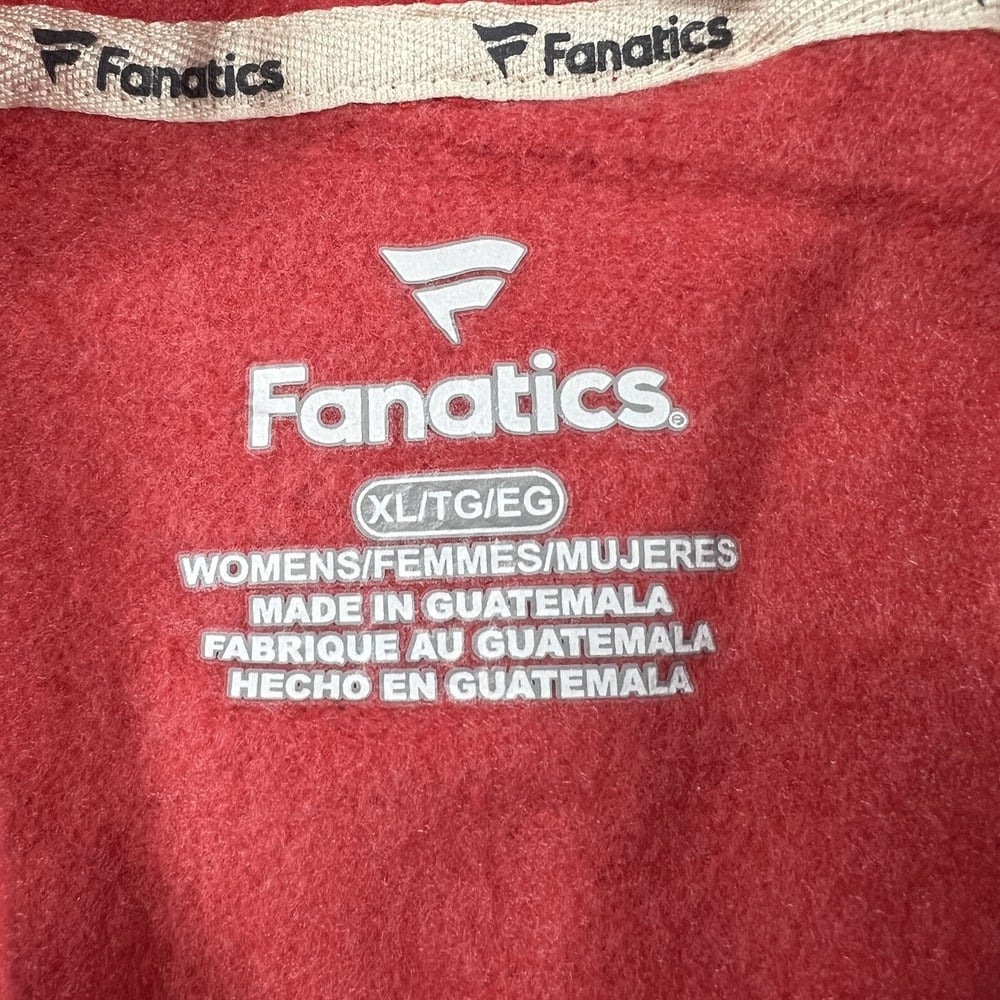 Fanatics Fanatics
Fanatics®
XL/TG/EG
WOMENS/FEMMES/MUJERES
MADE IN GUATEMALA
FABRIQUE AU GUATEMALA
HECHO EN GUATEMALA